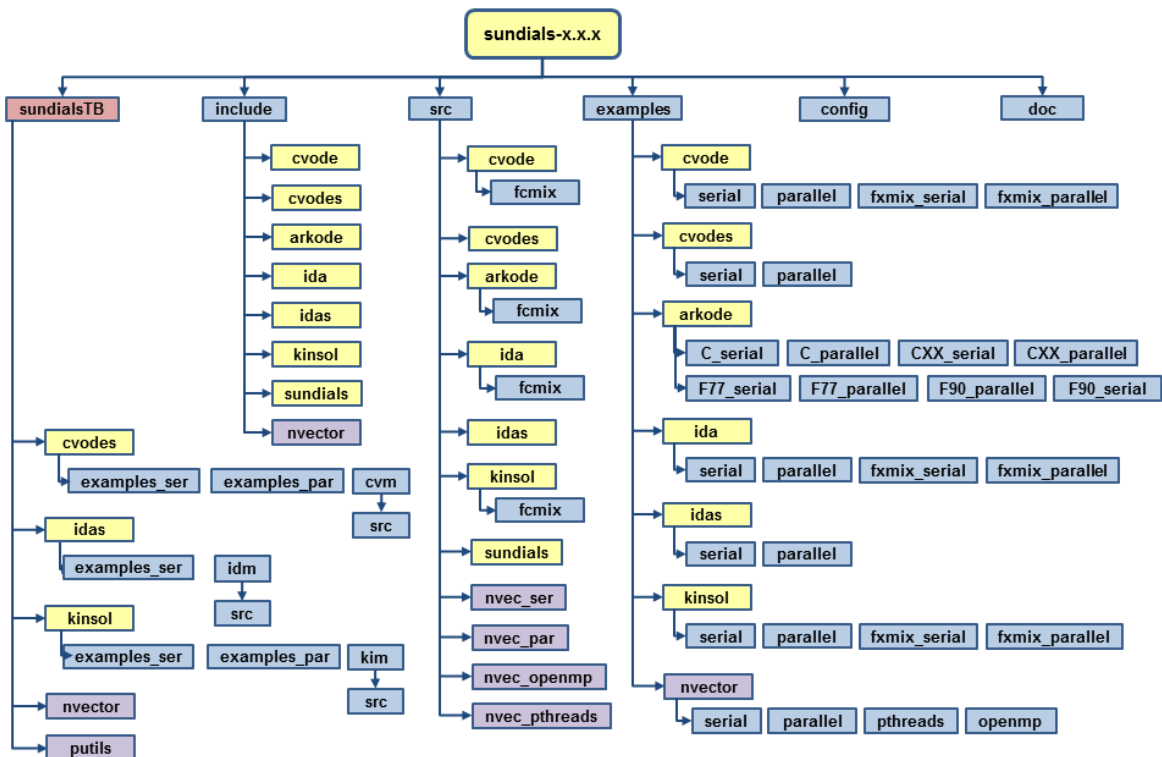 sundials-x.x.x
sundialsTB include src examples config doc
cvode cvode cvode
fcmix serial parallel fxmix_serial fxmix_parallel
cvodes
arkode cvodes cvodes
ida arkode serial parallel
idas fcmix arkode
kinsol ida C_serial C_parallel CXX_serial CXX_parallel
sundials fcmix F77_serial F77_parallel F90_parallel F90_serial
nvector idas ida
cvodes kinsol serial parallel fxmix_serial fxmix_parallel
examples_ser examples_par cvm fcmix
src
idas sundials idas
examples_ser idm serial parallel
src nvec_ser kinsol
kinsol nvec_par serial parallel fxmix_serial fxmix_parallel
examples_ser examples_par kim
src nvec_openmp nvector
nvector nvec_pthreads serial parallel pthreads openmp
putils